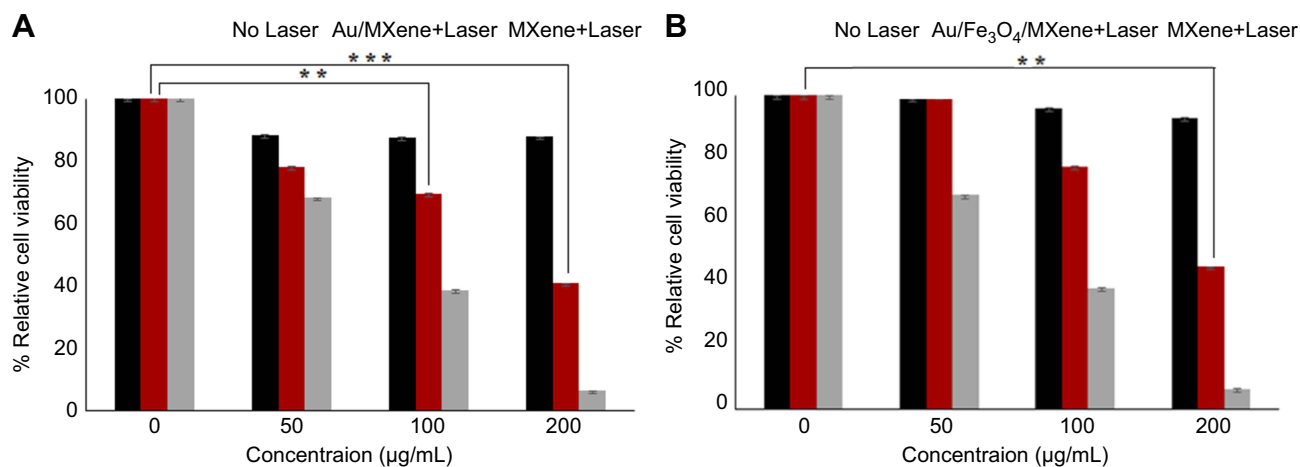 A
No Laser Au/MXene+Laser MXene+Laser
***
**
100
80
60
40
20
0
% Relative cell viability
0 50 100 200
Concentraion (µg/mL)
B
No Laser Au/Fe₃O₄/MXene+Laser MXene+Laser
**
100
80
60
40
20
0
% Relative cell viability
0 50 100 200
Concentraion (µg/mL)